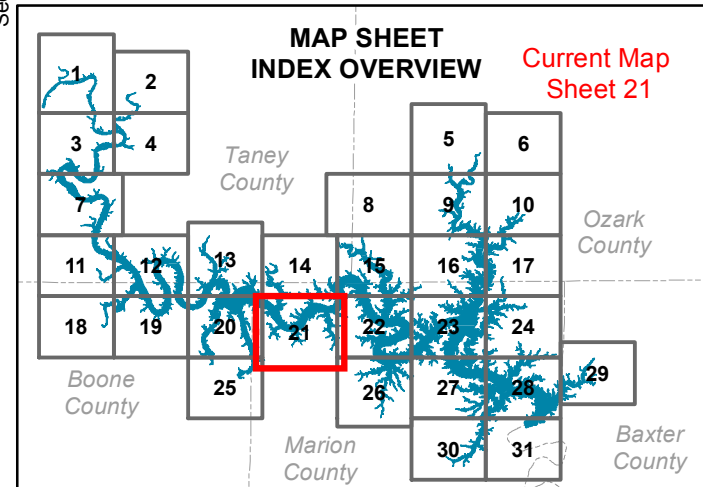 MAP SHEET
INDEX OVERVIEW
Current Map
Sheet 21
1
2
3
4
5
6
Taney
County
7
8
9
10
Ozark
County
11
12
13
14
15
16
17
18
19
20
21
22
23
24
Boone
County
25
26
27
28
29
Marion
County
30
31
Baxter
County